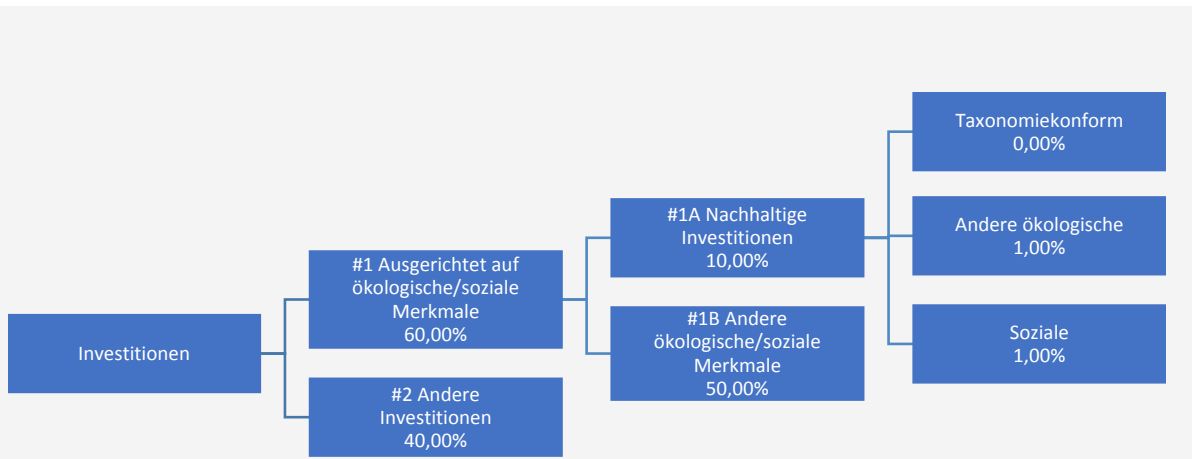 Investitionen
#1 Ausgerichtet auf
ökologische/soziale
Merkmale
60,00%
#2 Andere
Investitionen
40,00%
#1A Nachhaltige
Investitionen
10,00%
#1B Andere
ökologische/soziale
Merkmale
50,00%
Taxonomiekonform
0,00%
Andere ökologische
1,00%
Soziale
1,00%